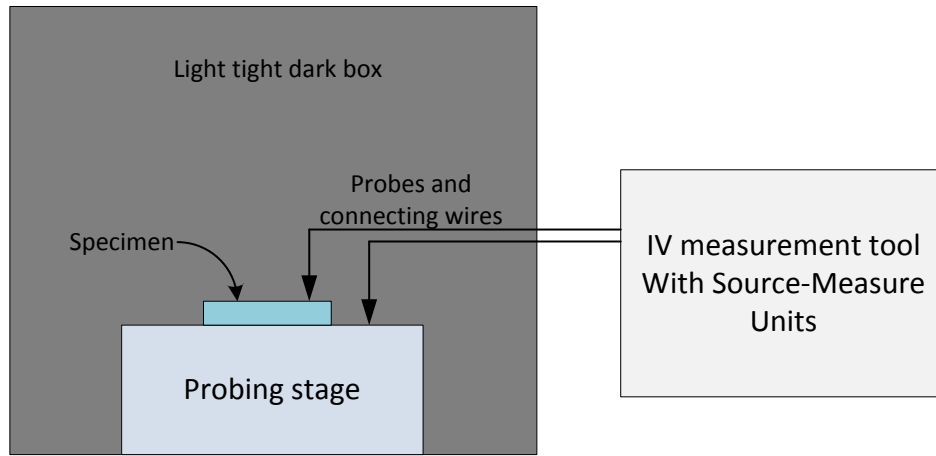 Light tight dark box
Probes and
connecting wires
Specimen
IV measurement tool
With Source-Measure
Units
Probing stage